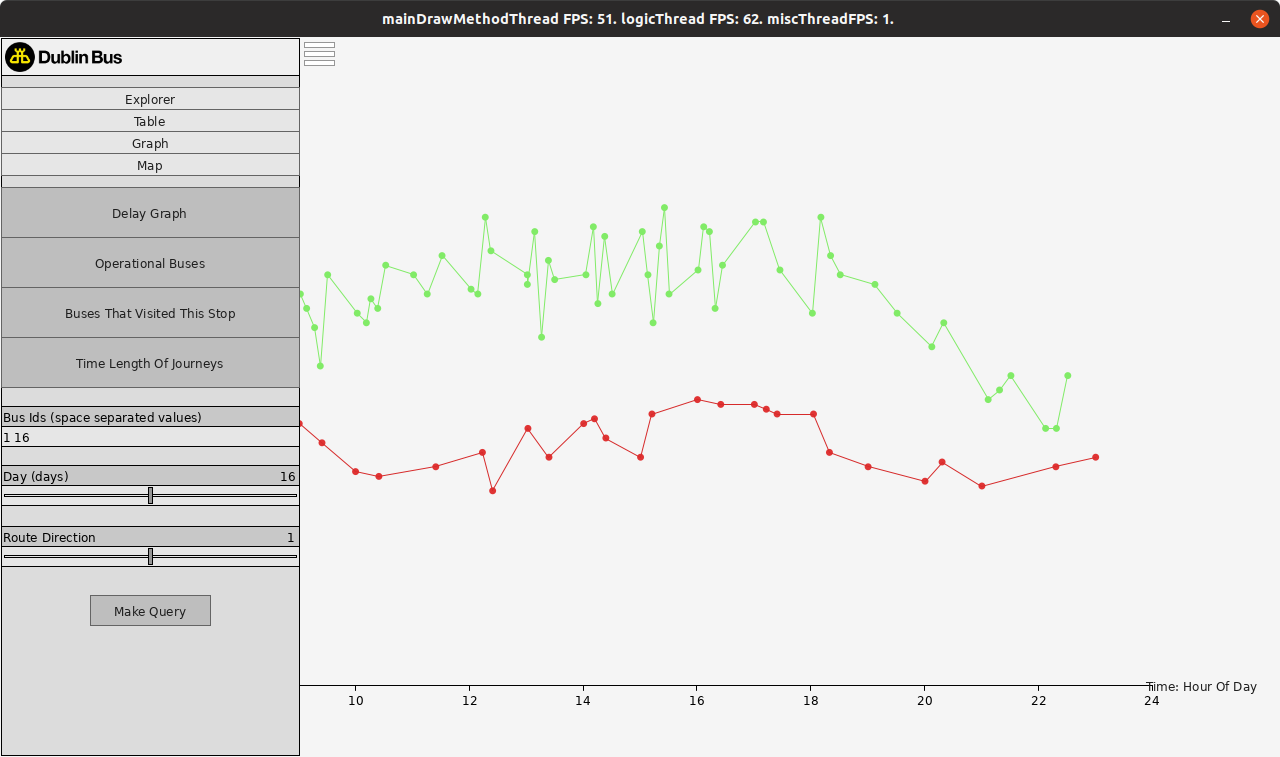 mainDrawMethodThread FPS: 51. logicThread FPS: 62. miscThreadFPS: 1.
Dublin Bus
Explorer
Table
Graph
Map
Delay Graph
Operational Buses
Buses That Visited This Stop
Time Length Of Journeys
Bus Ids (space separated values)
1 16
Day (days) 16
Route Direction 1
Make Query
Time: Hour Of Day
10 12 14 16 18 20 22 24